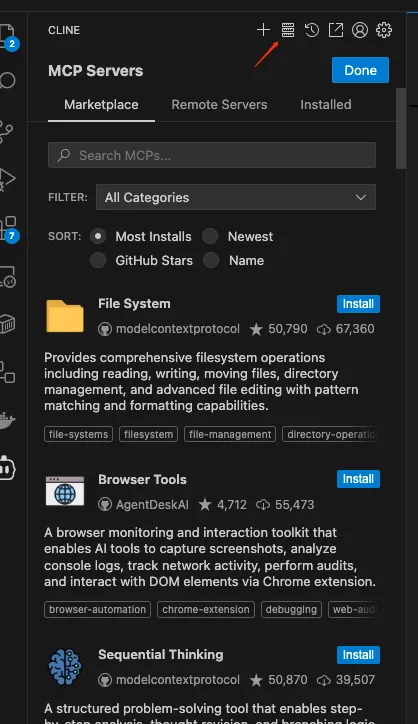 CLINE
2
MCP Servers
Done
Marketplace
Remote Servers
Installed
Search MCPs...
FILTER:
All Categories
SORT:
Most Installs
Newest
GitHub Stars
Name
7
File System
Install
modelcontextprotocol
50,790
67,360
Provides comprehensive filesystem operations
including reading, writing, moving files, directory
management, and advanced file editing with pattern
matching and formatting capabilities.
file-systems
filesystem
file-management
directory-operatio
Browser Tools
Install
AgentDeskAI
4,712
55,473
A browser monitoring and interaction toolkit that
enables AI tools to capture screenshots, analyze
console logs, track network activity, perform audits,
and interact with DOM elements via Chrome extension.
browser-automation
chrome-extension
debugging
web-aud
Sequential Thinking
Install
modelcontextprotocol
50,870
39,507
A structured problem-solving tool that enables step-
by-step analysis, thought revision, and branching logic